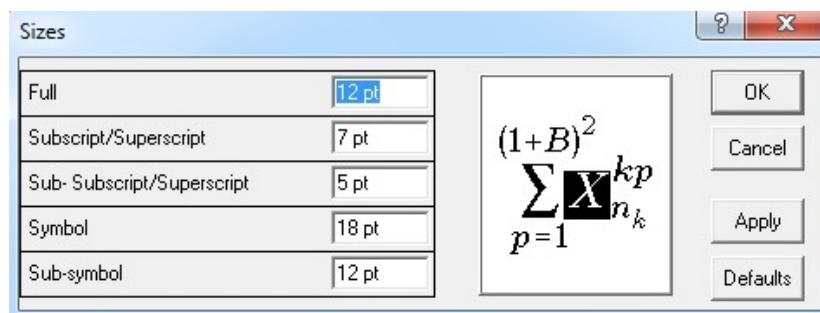 Sizes
Full 12 pt
Subscript/Superscript 7 pt
Sub- Subscript/Superscript 5 pt
Symbol 18 pt
Sub-symbol 12 pt
(1+B)²
∑ X kp
n k
p=1
OK
Cancel
Apply
Defaults